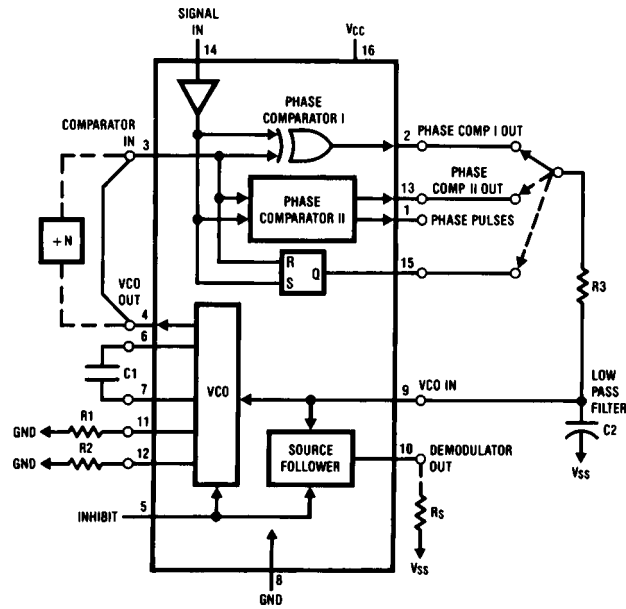 SIGNAL
IN
14
VCC
16
PHASE
COMPARATOR I
COMPARATOR
IN
3
2
PHASE COMP I OUT
PHASE
COMP II OUT
13
PHASE
COMPARATOR II
1
PHASE PULSES
+N
R
S
Q
15
R3
VCO
OUT
4
6
C1
7
VCO
9
VCO IN
LOW
PASS
FILTER
C2
VSS
GND
R1
11
GND
R2
12
SOURCE
FOLLOWER
10
DEMODULATOR
OUT
INHIBIT
5
RS
VSS
8
GND